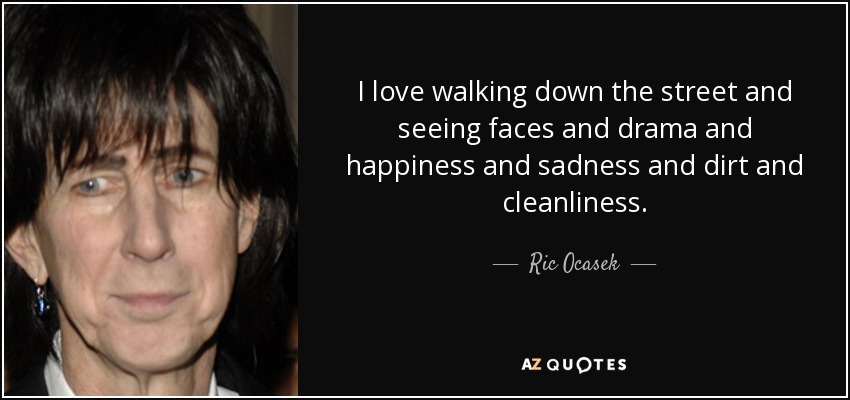 I love walking down the street and
seeing faces and drama and
happiness and sadness and dirt and
cleanliness.
Ric Ocasek
AZ QUOTES